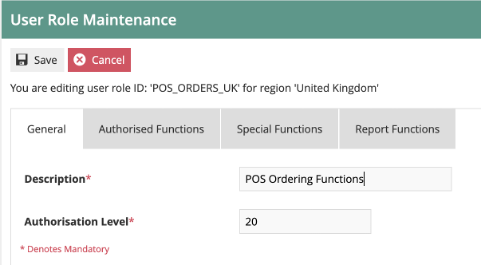 User Role Maintenance
Save Cancel
You are editing user role ID: 'POS_ORDERS_UK' for region 'United Kingdom'
General Authorised Functions Special Functions Report Functions
Description* POS Ordering Functions
Authorisation Level* 20
* Denotes Mandatory